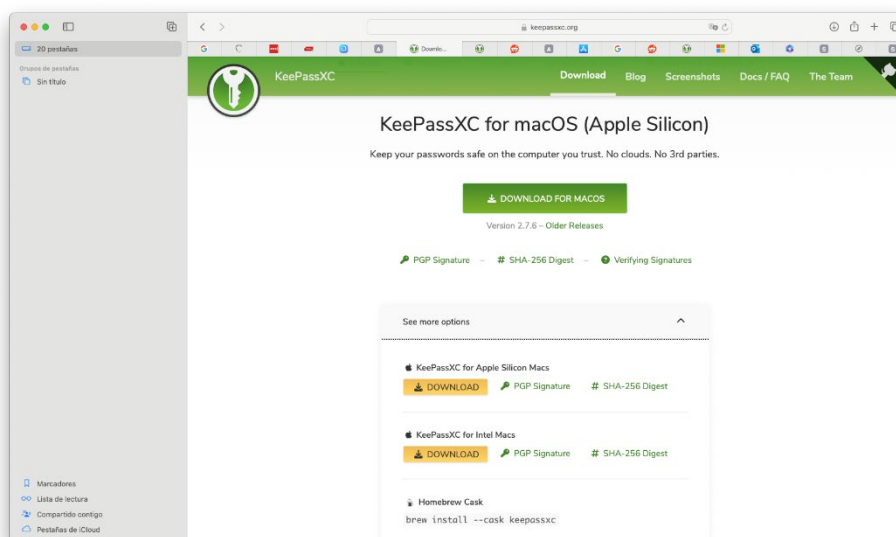 20 pestañas
Grupos de pestañas
Sin título
Marcadores
Lista de lectura
Compartido contigo
Pestañas de iCloud
keepassxc.org
Downlo...
KeePassXC
Download
Blog
Screenshots
Docs / FAQ
The Team
KeePassXC for macOS (Apple Silicon)
Keep your passwords safe on the computer you trust. No clouds. No 3rd parties.
DOWNLOAD FOR MACOS
Version 2.7.6 – Older Releases
PGP Signature – # SHA-256 Digest – Verifying Signatures
See more options
KeePassXC for Apple Silicon Macs
DOWNLOAD PGP Signature # SHA-256 Digest
KeePassXC for Intel Macs
DOWNLOAD PGP Signature # SHA-256 Digest
Homebrew Cask
brew install --cask keepassxc